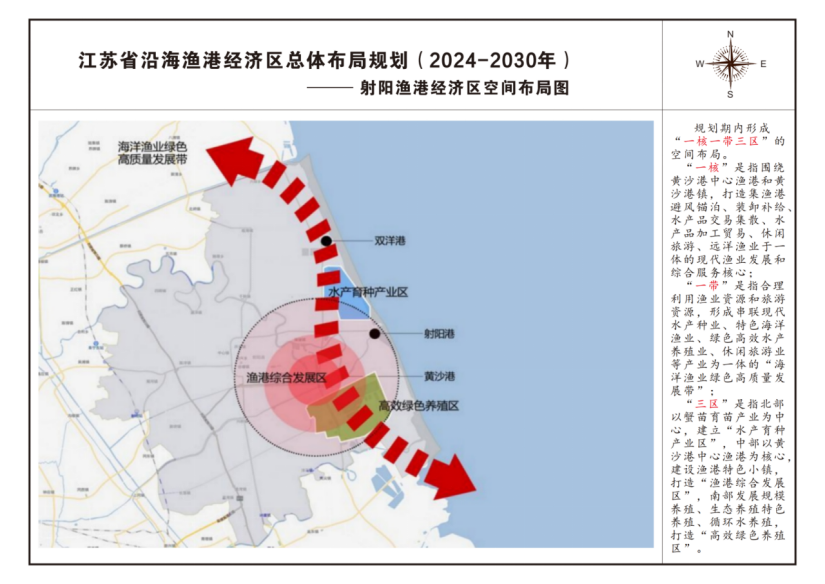 江苏省沿海渔港经济区总体布局规划（2024-2030年）
—— 射阳渔港经济区空间布局图
N
W
E
S
海洋渔业绿色
高质量发展带
双洋港
水产育种产业区
射阳港
渔港综合发展区
黄沙港
高效绿色养殖区
规划期内形成
“一核一带三区”的
空间布局。
“一核”是指围绕
黄沙港中心渔港和黄
沙港镇，打造集渔港
避风锚泊、装卸补给、
水产品交易集散、水
产品加工贸易、休闲
旅游、远洋渔业于一
体的现代渔业发展和
综合服务核心；
“一带”是指合理
利用渔业资源和旅游
资源，形成串联现代
水产种业、特色海洋
渔业、绿色高效水产
养殖业、休闲旅游业
等产业为一体的“海
洋渔业绿色高质量发
展带”；
“三区”是指北部
以蟹苗育苗产业为中
心，建立“水产育种
产业区”，中部以黄
沙港中心渔港为核心，
建设渔港特色小镇，
打造“渔港综合发展
区”，南部发展规模
养殖、生态养殖特色
养殖、循环水养殖，
打造“高效绿色养殖
区”。